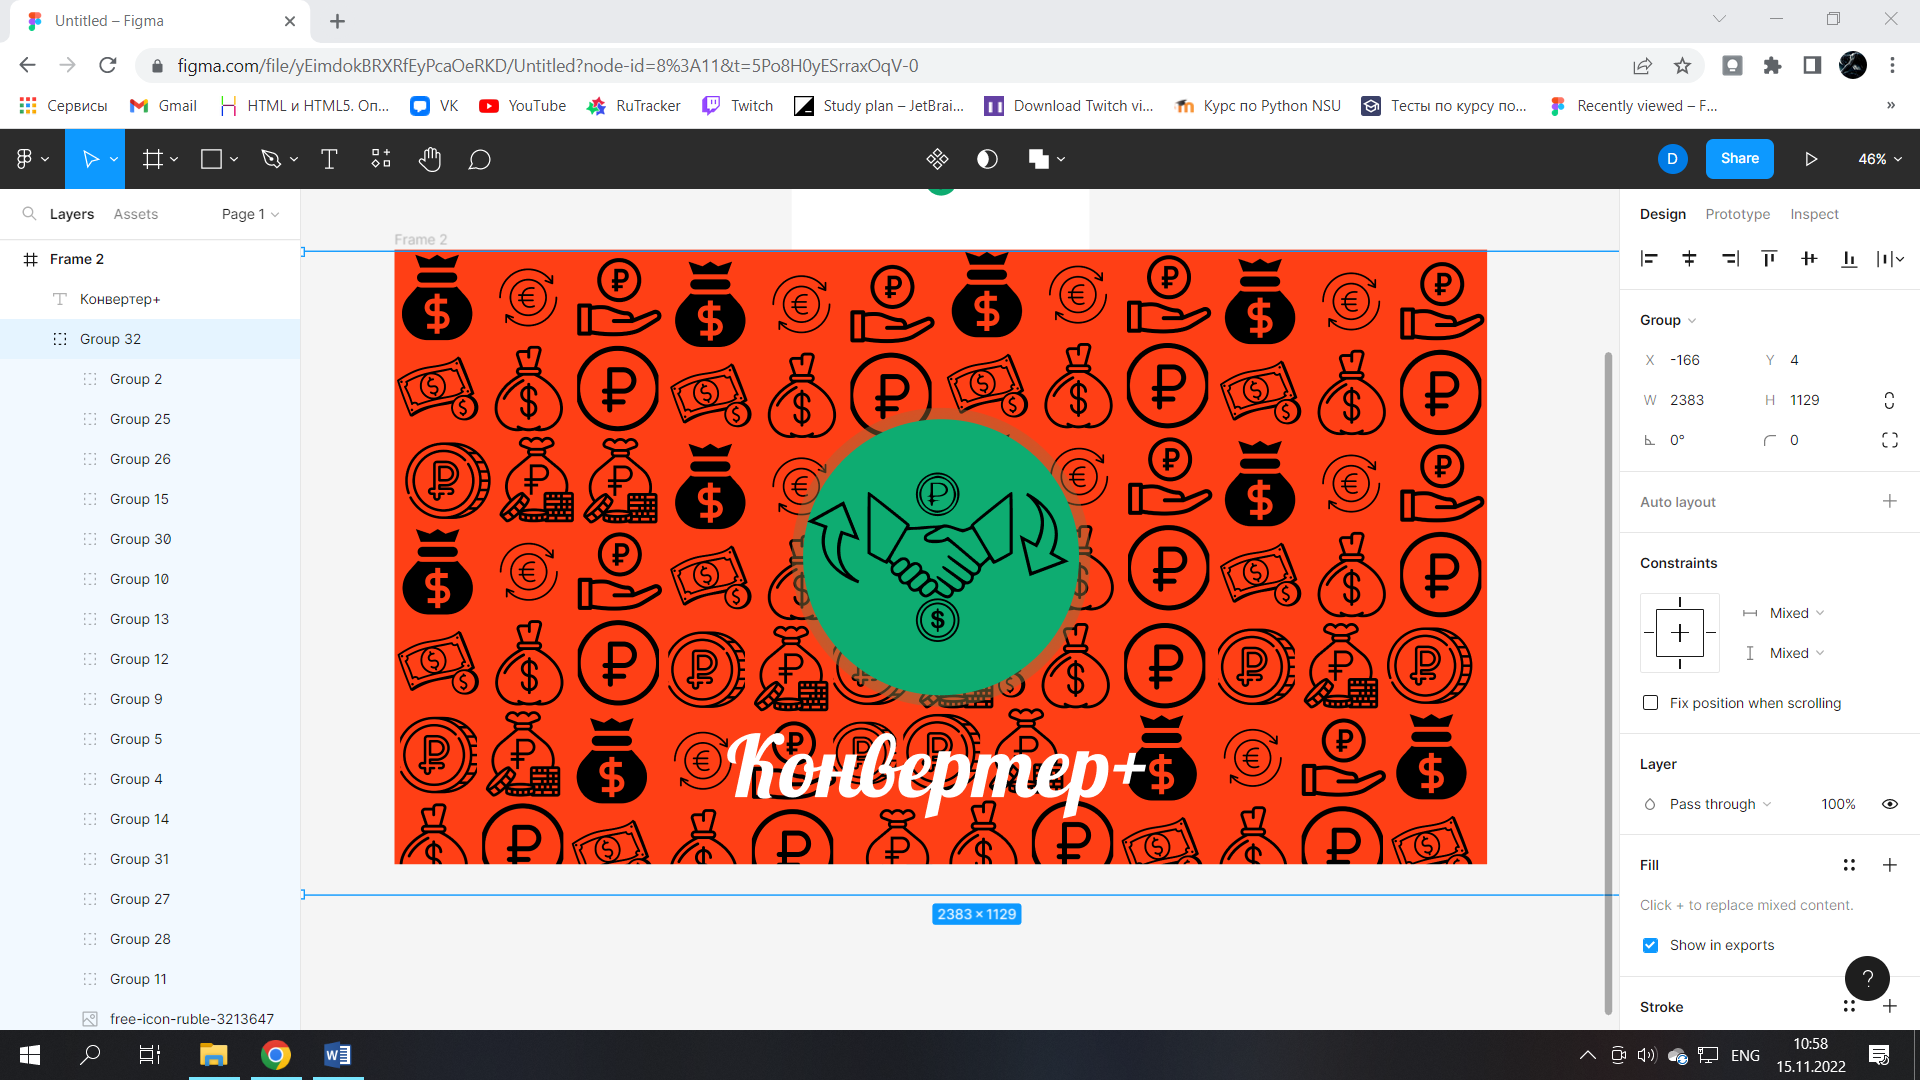 Untitled – Figma
figma.com/file/yEimdokBRXRfEyPcaOeRKD/Untitled?node-id=8%3A11&t=5Po8H0yESrraxOqV-0
Сервисы Gmail HTML и HTML5. Оп... VK YouTube RuTracker Twitch Study plan – JetBrai... Download Twitch vi... Курс по Python NSU Тесты по курсу по... Recently viewed – F... »
D Share 46%
Layers Assets Page 1
Design Prototype Inspect
Frame 2
Frame 2
Конвертер+
Group 32
Group 2
Group 25
Group 26
Group 15
Group 30
Group 10
Group 13
Group 12
Group 9
Group 5
Group 4
Group 14
Group 31
Group 27
Group 28
Group 11
free-icon-ruble-3213647
Конвертер+
2383 × 1129
Group
X -166 Y 4
W 2383 H 1129
0° 0
Auto layout
Constraints
Mixed
Mixed
Fix position when scrolling
Layer
Pass through 100%
Fill
Click + to replace mixed content.
Show in exports
?
Stroke
ENG
10:58
15.11.2022